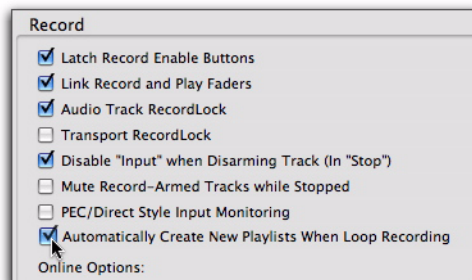 Record
Latch Record Enable Buttons
Link Record and Play Faders
Audio Track RecordLock
Transport RecordLock
Disable "Input" when Disarming Track (In "Stop")
Mute Record-Armed Tracks while Stopped
PEC/Direct Style Input Monitoring
Automatically Create New Playlists When Loop Recording
Online Options: